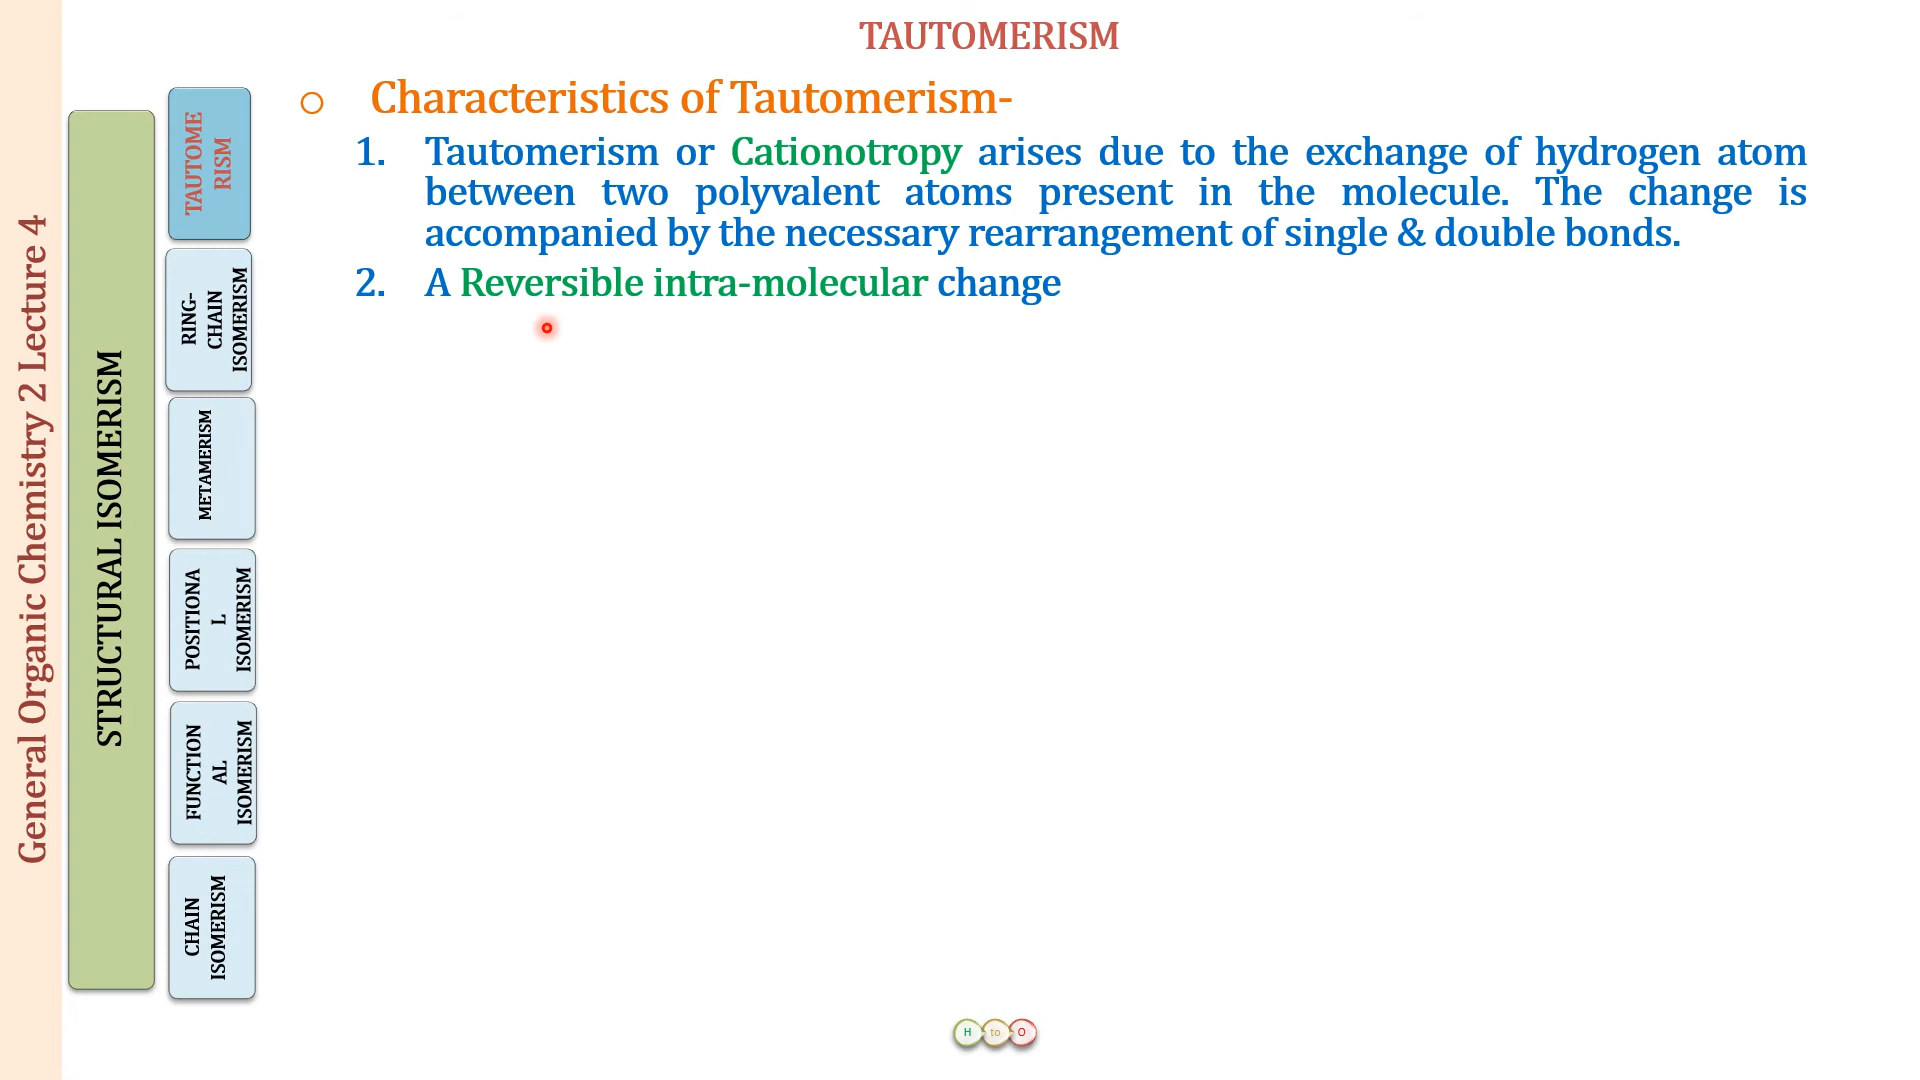 TAUTOMERISM
General Organic Chemistry 2 Lecture 4
STRUCTURAL ISOMERISM
TAUTOME
RISM
RING-
CHAIN
ISOMERISM
METAMERISM
POSITIONA
L
ISOMERISM
FUNCTION
AL
ISOMERISM
CHAIN
ISOMERISM
o Characteristics of Tautomerism-
1. Tautomerism or Cationotropy arises due to the exchange of hydrogen atom
between two polyvalent atoms present in the molecule. The change is
accompanied by the necessary rearrangement of single & double bonds.
2. A Reversible intra-molecular change
H to O